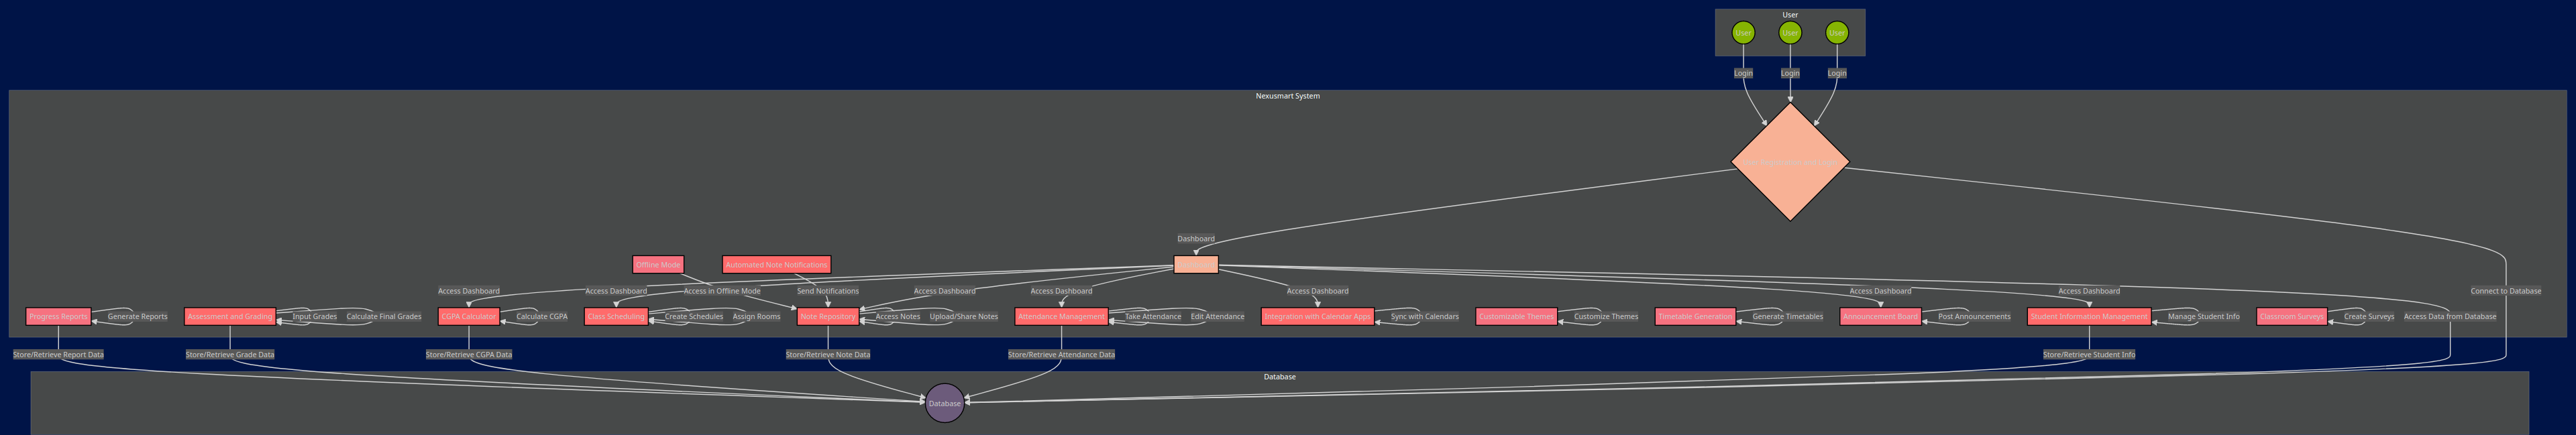 User
User
User
User
Login
Login
Login
Nexusmart System
Dashboard
Offline Mode
Automated Note Notifications
Access Dashboard
Access Dashboard
Access in Offline Mode
Send Notifications
Access Dashboard
Access Dashboard
Access Dashboard
Access Dashboard
Access Dashboard
Connect to Database
Progress Reports
Generate Reports
Assessment and Grading
Input Grades
Calculate Final Grades
CGPA Calculator
Calculate CGPA
Class Scheduling
Create Schedules
Assign Rooms
Note Repository
Access Notes
Upload/Share Notes
Attendance Management
Take Attendance
Edit Attendance
Integration with Calendar Apps
Sync with Calendars
Customizable Themes
Customize Themes
Timetable Generation
Generate Timetables
Announcement Board
Post Announcements
Student Information Management
Manage Student Info
Classroom Surveys
Create Surveys
Access Data from Database
Store/Retrieve Report Data
Store/Retrieve Grade Data
Store/Retrieve CGPA Data
Store/Retrieve Note Data
Store/Retrieve Attendance Data
Store/Retrieve Student Info
Database
Database